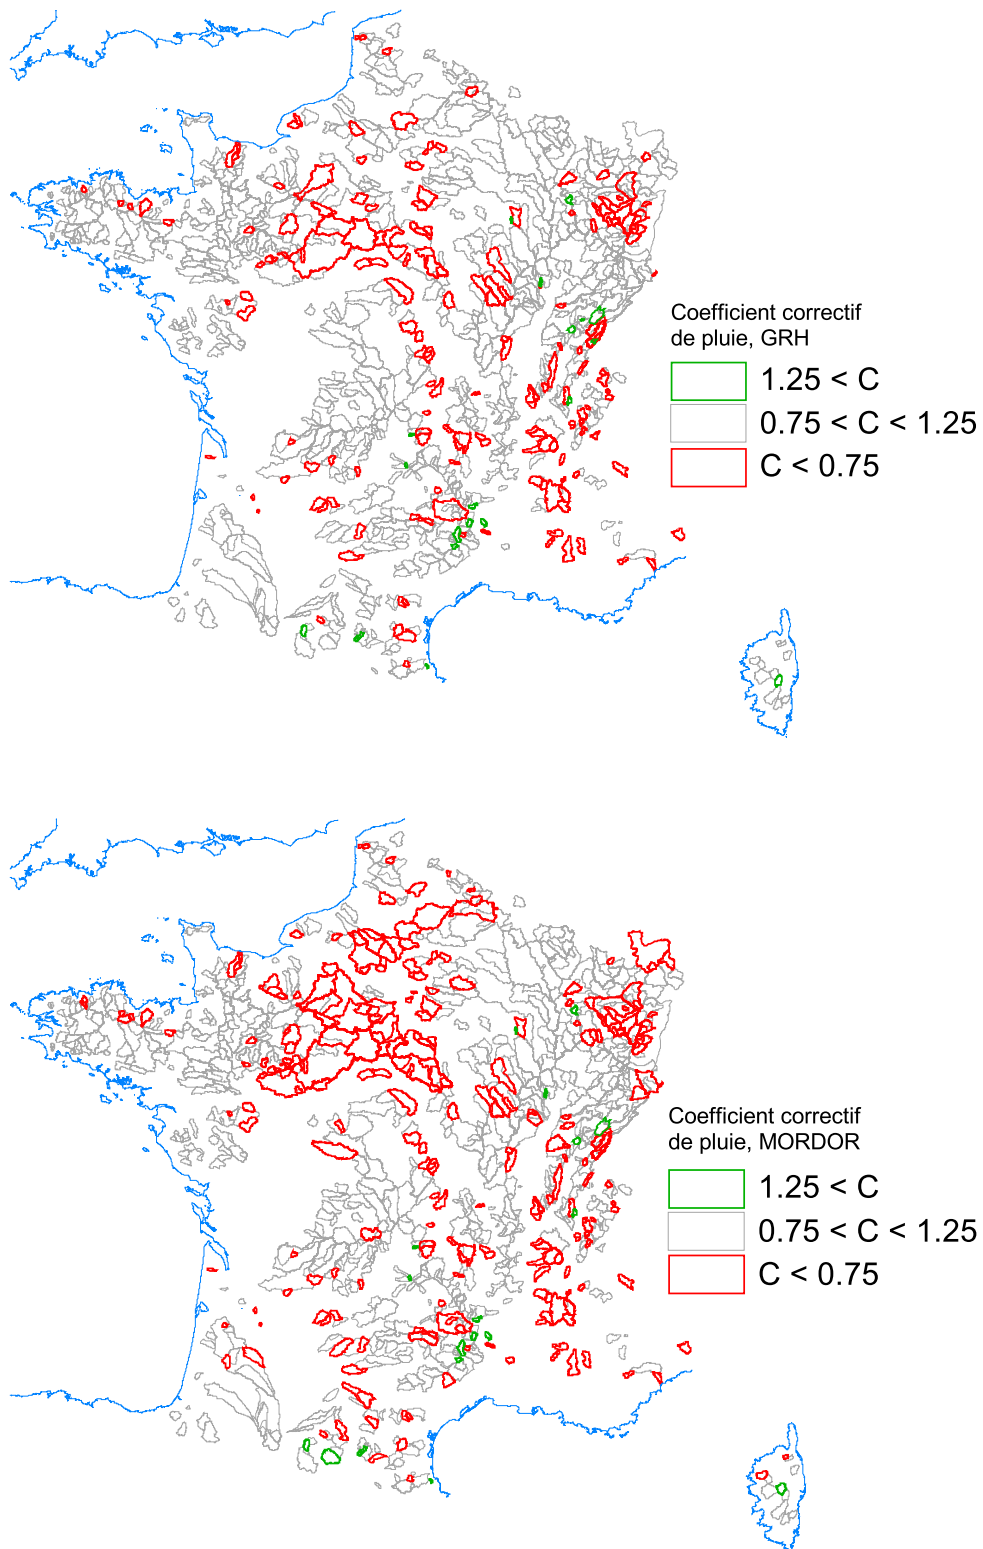 Coefficient correctif
de pluie, GRH
1.25 < C
0.75 < C < 1.25
C < 0.75
Coefficient correctif
de pluie, MORDOR
1.25 < C
0.75 < C < 1.25
C < 0.75